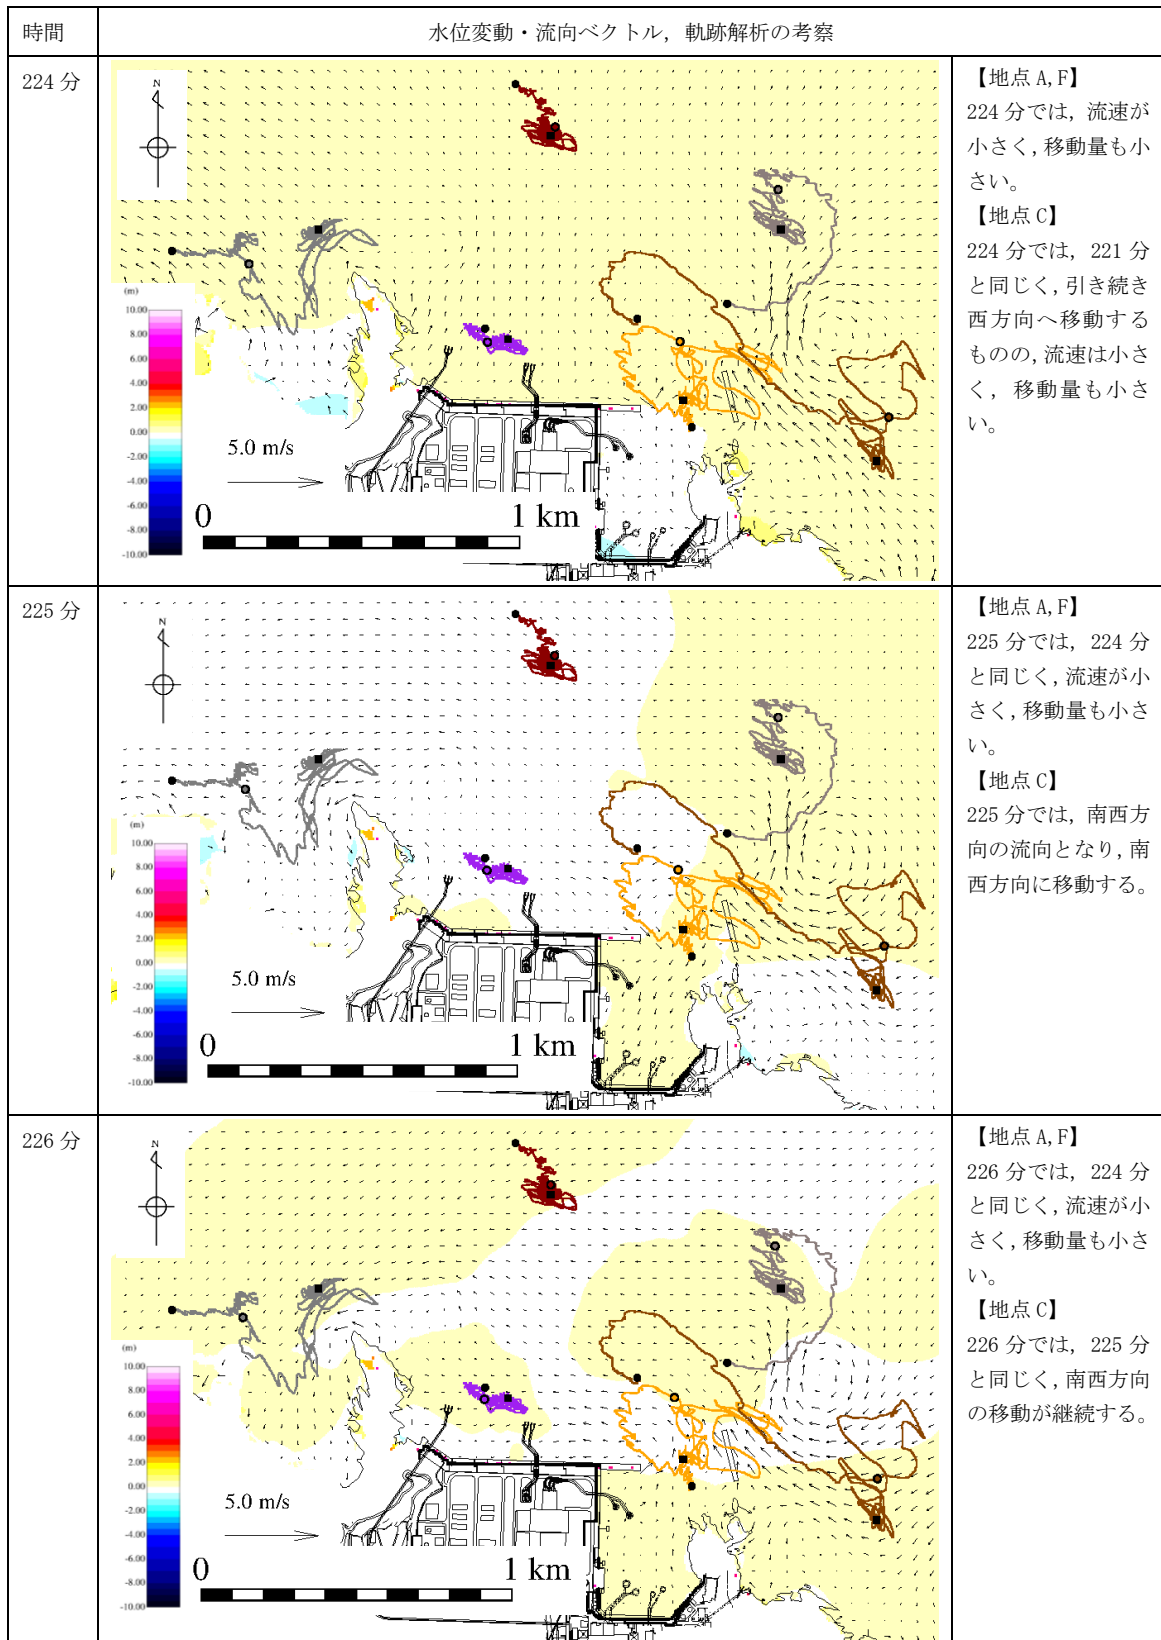 時間
水位変動・流向ベクトル，軌跡解析の考察
224 分
N
(m)
10.00
8.00
6.00
4.00
2.00
0.00
-2.00
-4.00
-6.00
-8.00
-10.00
5.0 m/s
0
1 km
【地点 A,F】
224 分では，流速が
小さく，移動量も小
さい。
【地点 C】
224 分では，221 分
と同じく，引き続き
西方向へ移動する
ものの，流速は小さ
く，移動量も小さ
い。
225 分
N
(m)
10.00
8.00
6.00
4.00
2.00
0.00
-2.00
-4.00
-6.00
-8.00
-10.00
5.0 m/s
0
1 km
【地点 A,F】
225 分では，224 分
と同じく，流速が小
さく，移動量も小さ
い。
【地点 C】
225 分では，南西方
向の流向となり，南
西方向に移動する。
226 分
N
(m)
10.00
8.00
6.00
4.00
2.00
0.00
-2.00
-4.00
-6.00
-8.00
-10.00
5.0 m/s
0
1 km
【地点 A,F】
226 分では，224 分
と同じく，流速が小
さく，移動量も小さ
い。
【地点 C】
226 分では，225 分
と同じく，南西方向
の移動が継続する。